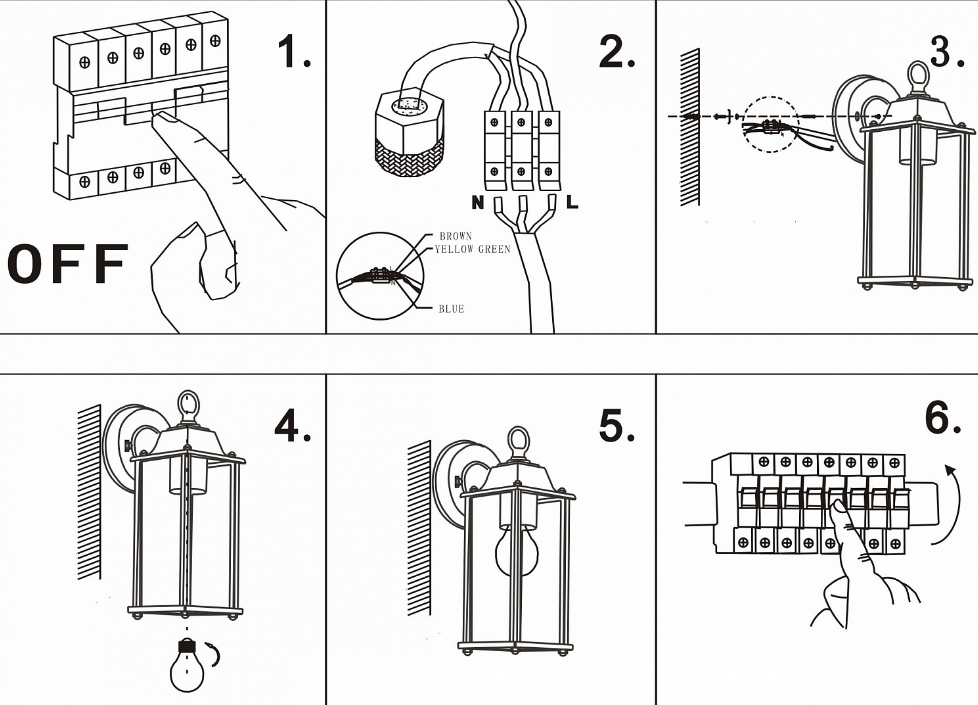 1.
OFF
2.
N L
BROWN
YELLOW GREEN
BLUE
3.
4.
5.
6.